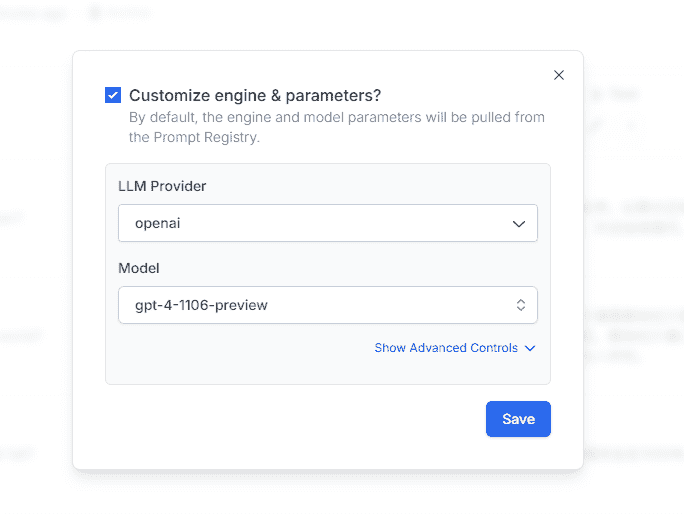 Customize engine & parameters?
By default, the engine and model parameters will be pulled from
the Prompt Registry.
LLM Provider
openai
Model
gpt-4-1106-preview
Show Advanced Controls
Save